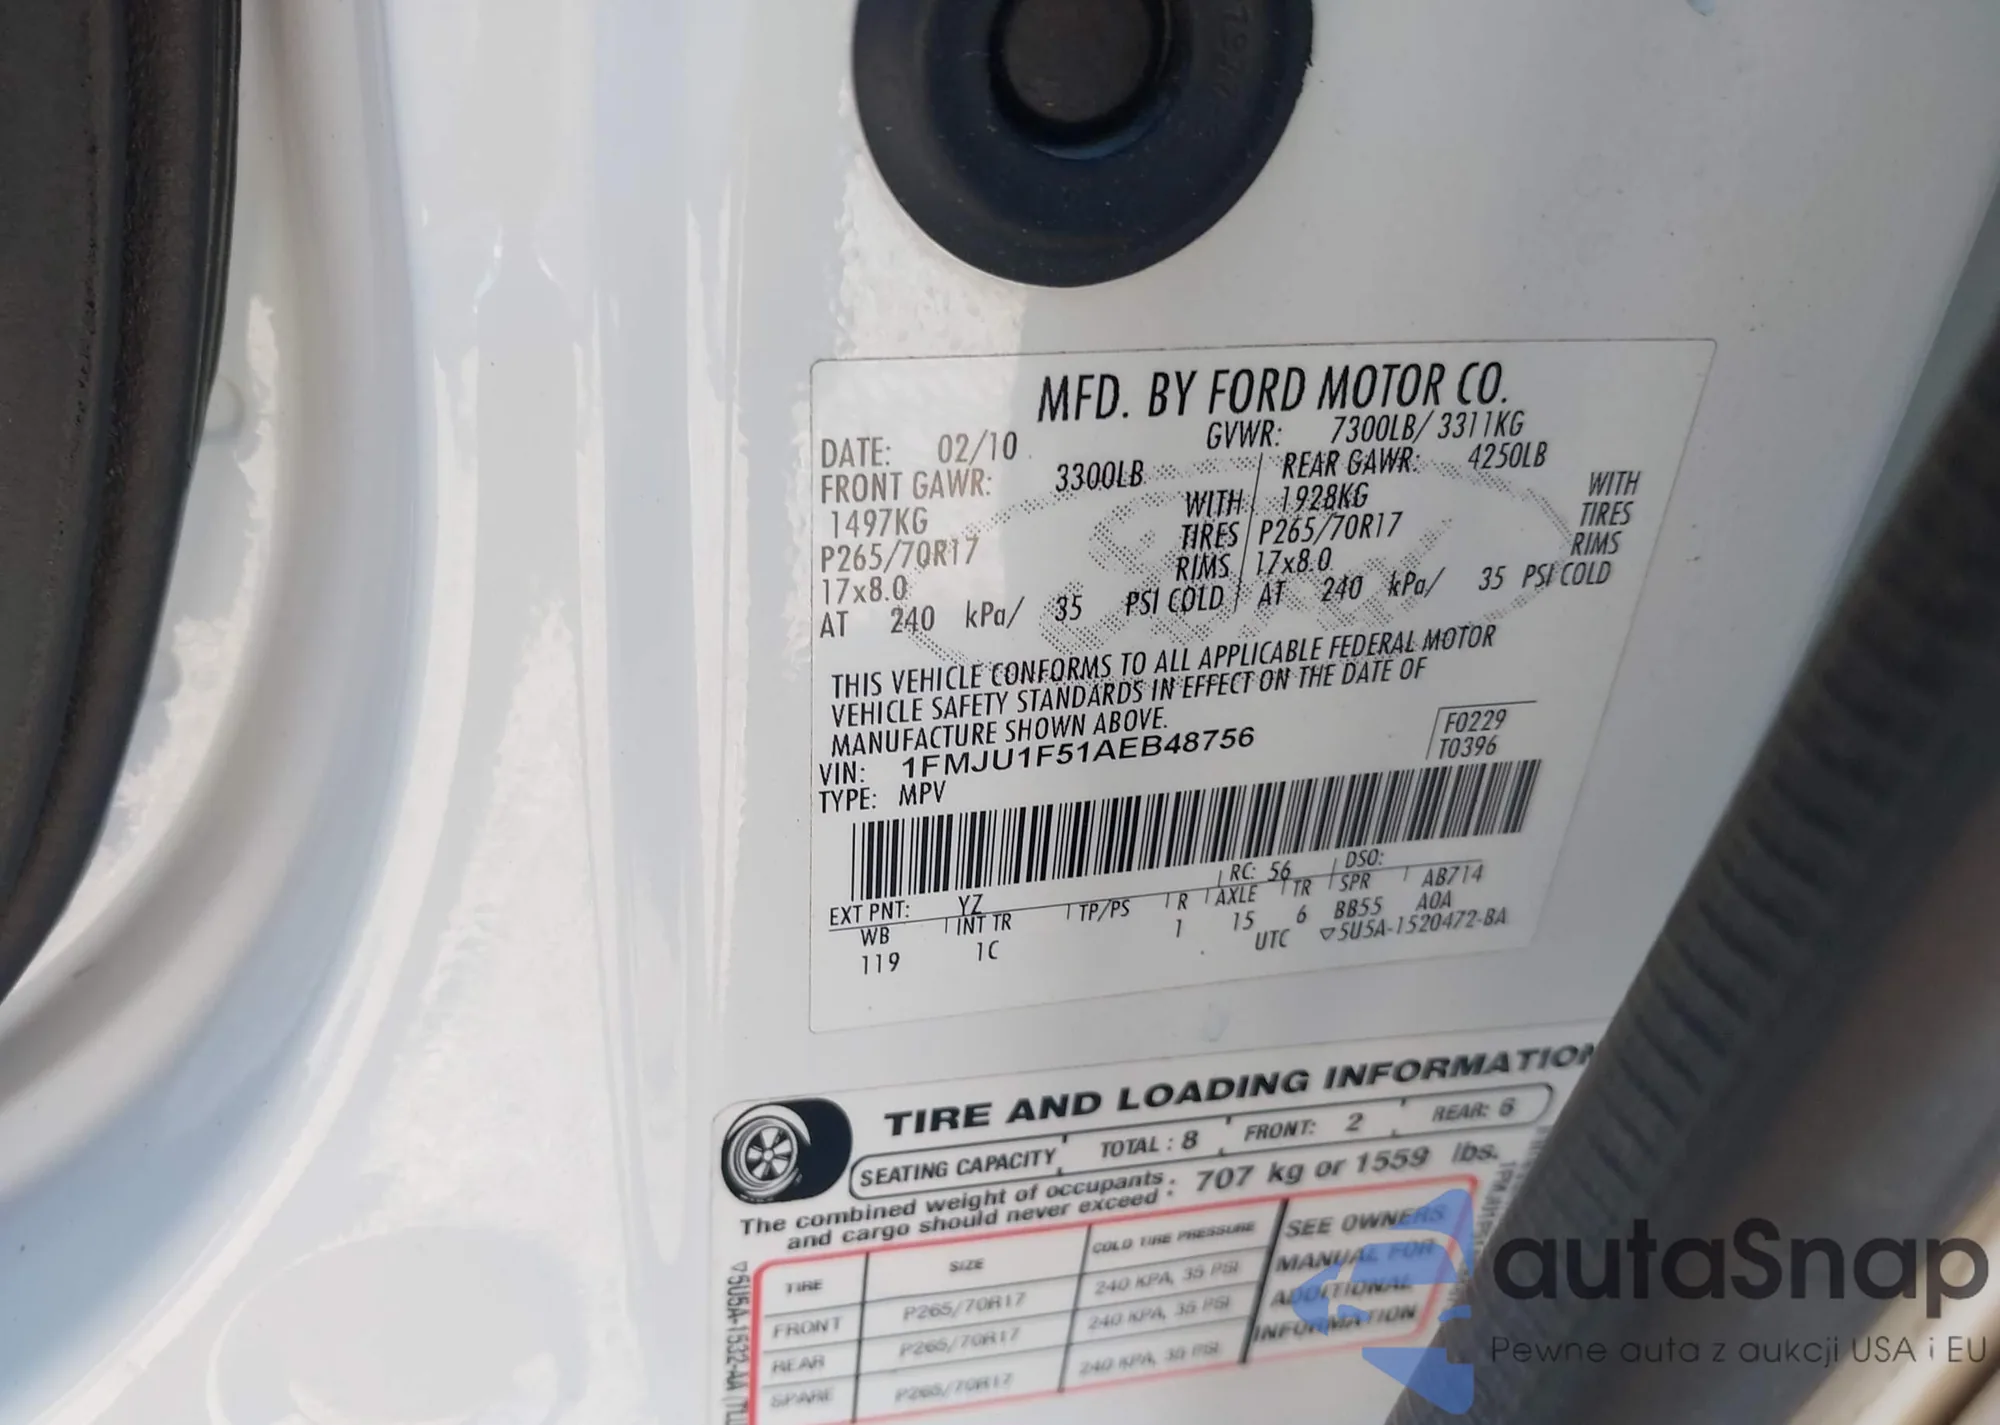 MFD. BY FORD MOTOR CO.
DATE: 02/10 GVWR: 7300LB/ 3311KG
FRONT GAWR: 3300LB REAR GAWR: 4250LB
1497KG WITH 1928KG WITH
P265/70R17 TIRES P265/70R17 TIRES
17x8.0 RIMS 17x8.0 RIMS
AT 240 kPa/ 35 PSI COLD AT 240 kPa/ 35 PSI COLD
THIS VEHICLE CONFORMS TO ALL APPLICABLE FEDERAL MOTOR
VEHICLE SAFETY STANDARDS IN EFFECT ON THE DATE OF
MANUFACTURE SHOWN ABOVE.
F0229
VIN: 1FMJU1F51AEB48756
T0396
TYPE: MPV
EXT PNT: YZ RC: 56 DSO:
WB INT TR TP/PS R AXLE TR SPR AB714
119 1C 1 15 6 BB55 A0A
UTC ▽5U5A-1520472-BA
TIRE AND LOADING INFORMATION
SEATING CAPACITY TOTAL : 8 FRONT: 2 REAR: 6
The combined weight of occupants
and cargo should never exceed : 707 kg or 1559 lbs.
TIRE SIZE COLD TIRE PRESSURE SEE OWNERS
FRONT P265/70R17 240 KPA, 35 PSI MANUAL FOR
REAR P265/70R17 240 KPA, 35 PSI ADDITIONAL
SPARE P265/70R17 240 KPA, 35 PSI INFORMATION
▽5U5A-1532-AA
autaSnap
Pewne auta z aukcji USA i EU